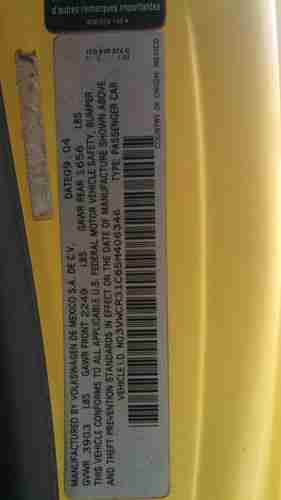 d'autres remarques importantes
MANUFACTURED BY VOLKSWAGEN DE MEXICO S.A. DE C.V. DATE 09 04
GVWR 3903 LBS GAWR FRONT 2249 LBS GAWR REAR 1656 LBS
THIS VEHICLE CONFORMS TO ALL APPLICABLE U.S. FEDERAL MOTOR VEHICLE SAFETY, BUMPER,
AND THEFT PREVENTION STANDARDS IN EFFECT ON THE DATE OF MANUFACTURE SHOWN ABOVE
VEHICLE I.D. NO 3VWCR31C65M406346 TYPE: PASSENGER CAR
COUNTRY OF ORIGIN: MEXICO